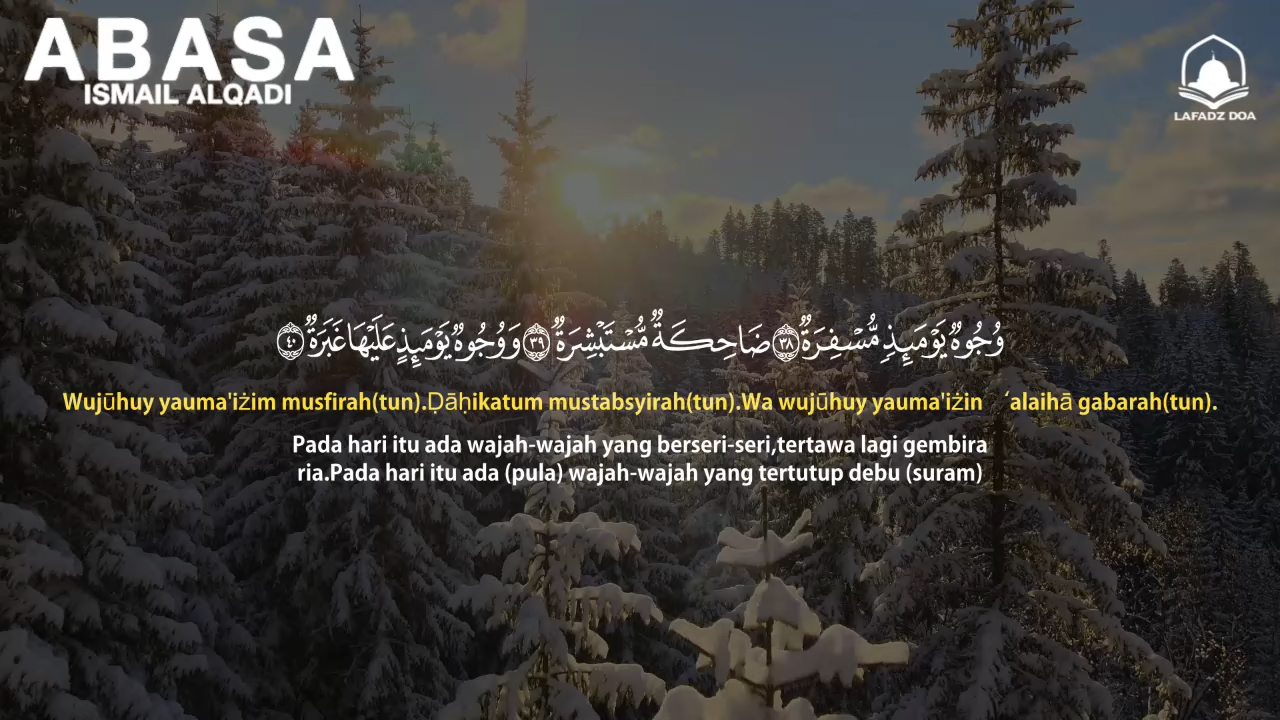 ABASA
ISMAIL ALQADI
LAFADZ DOA
وُجُوهٌ يَوْمَىِٕذٍ مُّسْفِرَةٌ ٣٨ ضَاحِكَةٌ مُّسْتَبْشِرَةٌ ٣٩ وَوُجُوهٌ يَوْمَىِٕذٍ عَلَيْهَا غَبَرَةٌ ٤٠
Wujūhuy yauma'iżim musfirah(tun).Ḍāḥikatum mustabsyirah(tun).Wa wujūhuy yauma'iżin ‘alaihā gabarah(tun).
Pada hari itu ada wajah-wajah yang berseri-seri,tertawa lagi gembira
ria.Pada hari itu ada (pula) wajah-wajah yang tertutup debu (suram)